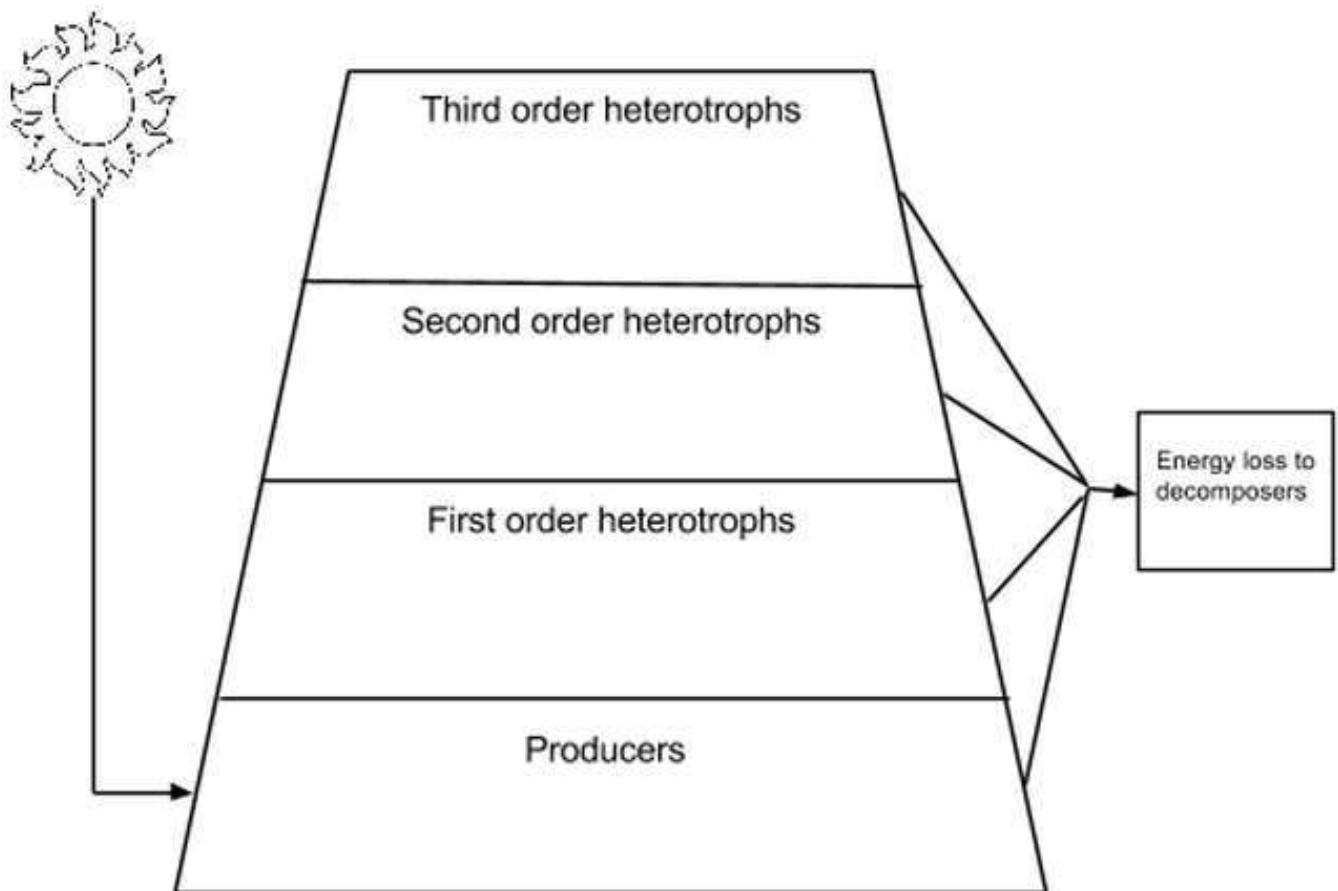 Third order heterotrophs
Second order heterotrophs
First order heterotrophs
Producers
Energy loss to
decomposers